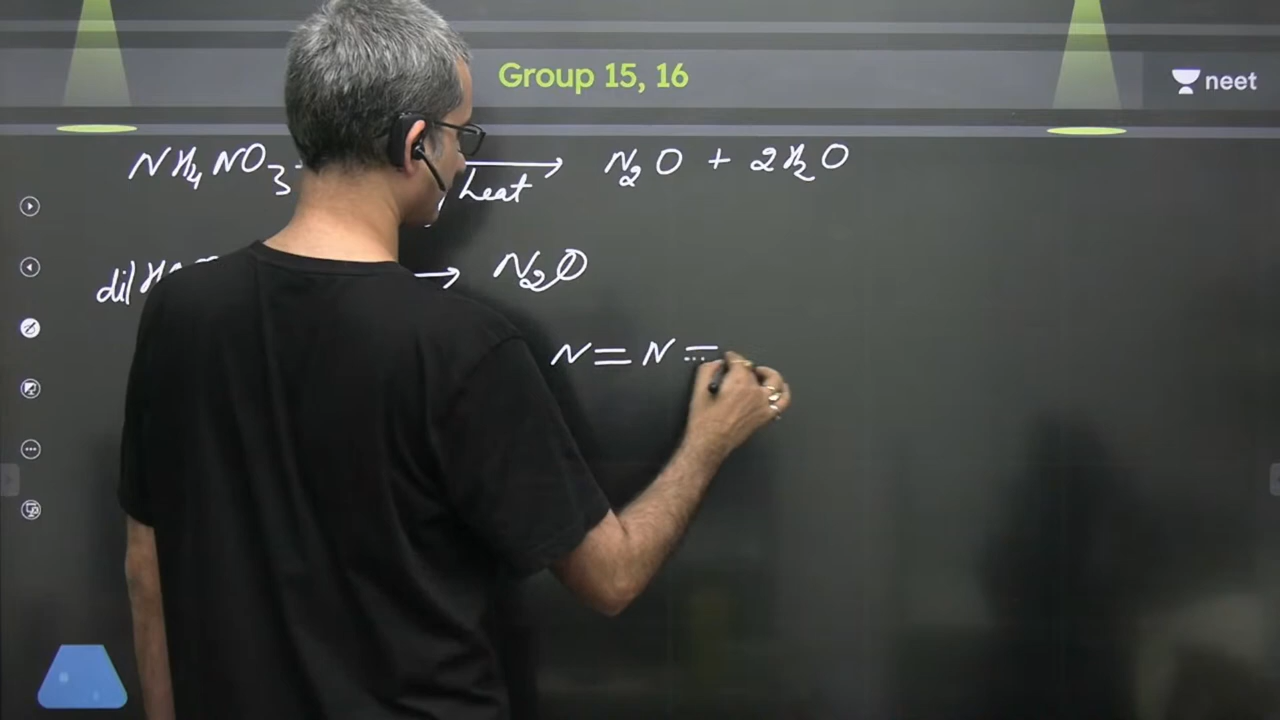 Group 15, 16
neet
NH₄NO₃ → heat N₂O + 2H₂O
dil → N₂O
N=N=